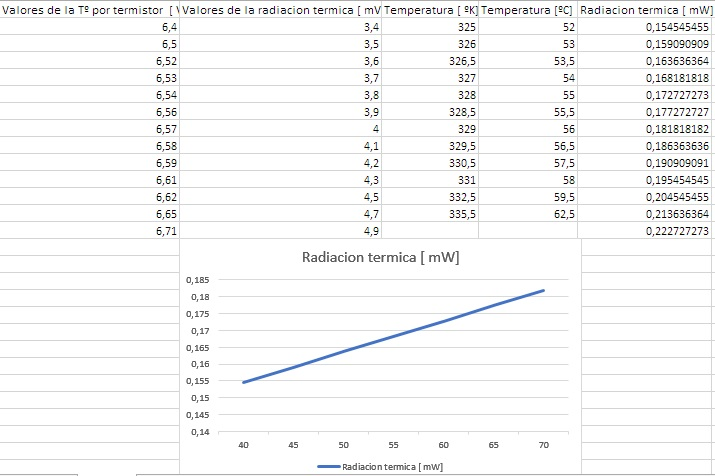 Valores de la Tº por termistor [ V Valores de la radiacion termica [ mV Temperatura [ ºK] Temperatura [ºC] Radiacion termica [ mW]
6,4 3,4 325 52 0,154545455
6,5 3,5 326 53 0,159090909
6,52 3,6 326,5 53,5 0,163636364
6,53 3,7 327 54 0,168181818
6,54 3,8 328 55 0,172727273
6,56 3,9 328,5 55,5 0,177272727
6,57 4 329 56 0,181818182
6,58 4,1 329,5 56,5 0,186363636
6,59 4,2 330,5 57,5 0,190909091
6,61 4,3 331 58 0,195454545
6,62 4,5 332,5 59,5 0,204545455
6,65 4,7 335,5 62,5 0,213636364
6,71 4,9 0,222727273
Radiacion termica [ mW]
0,185
0,18
0,175
0,17
0,165
0,16
0,155
0,15
0,145
0,14
40 45 50 55 60 65 70
Radiacion termica [ mW]